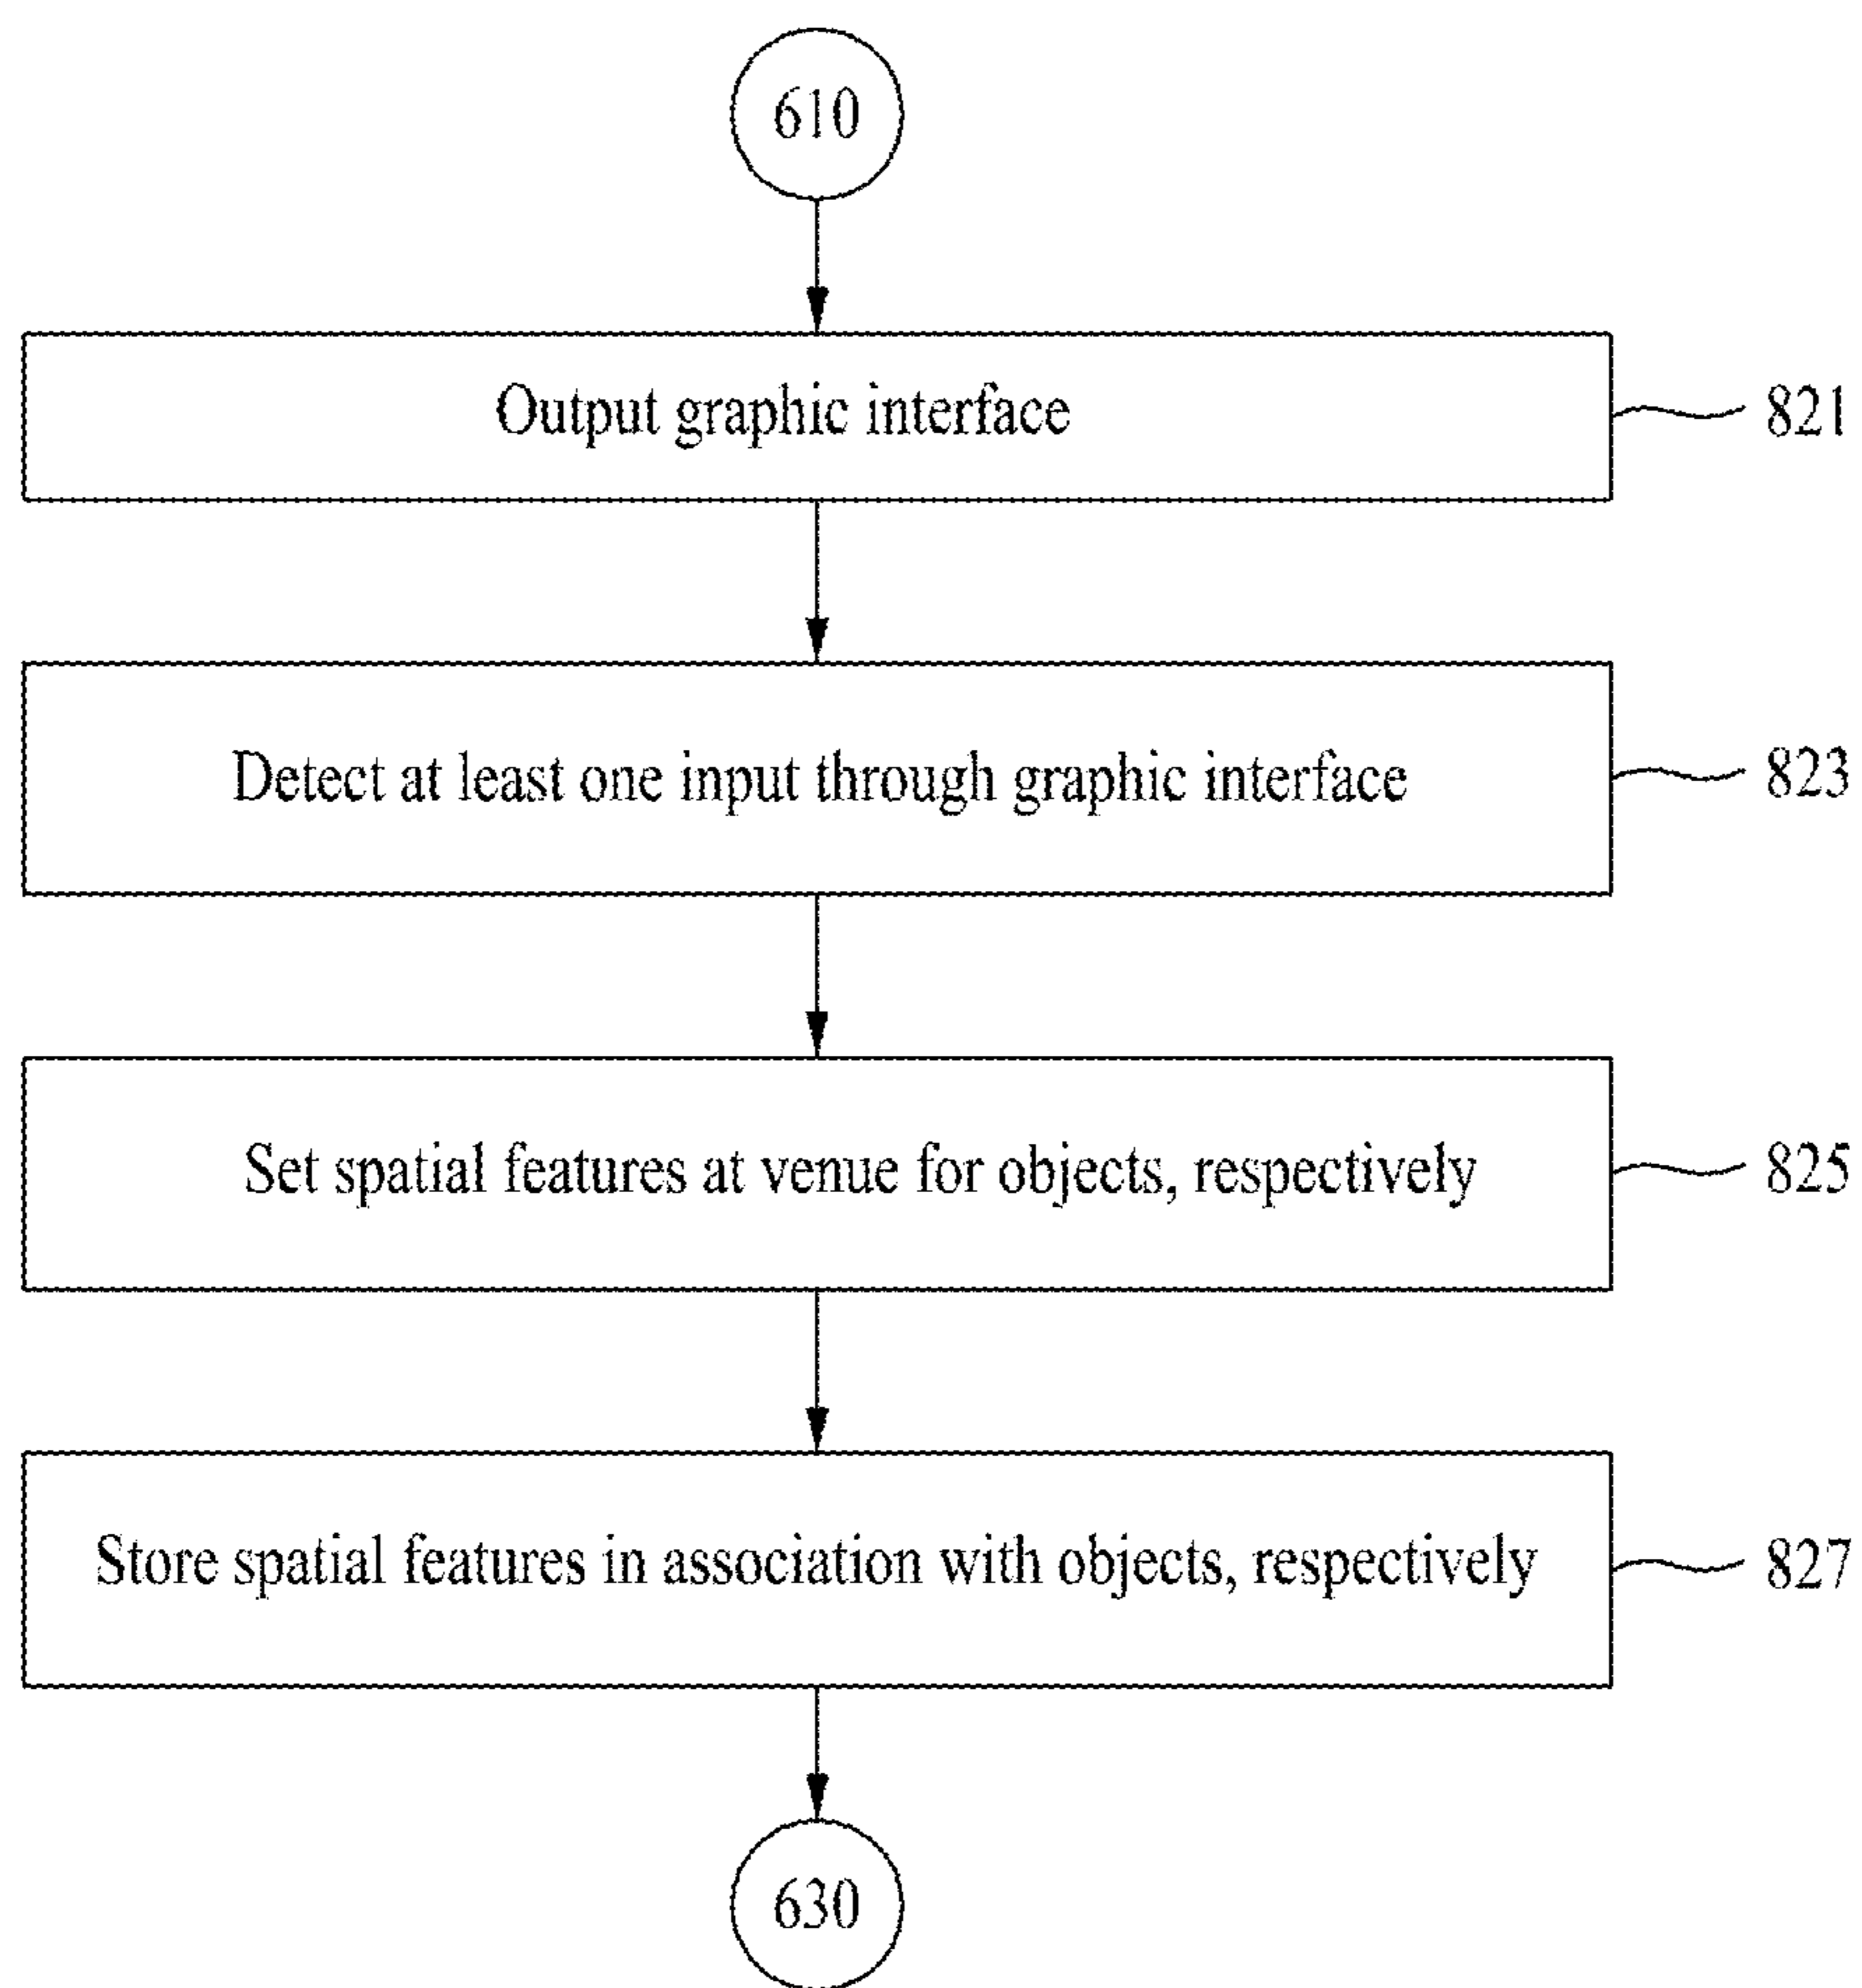 610
Output graphic interface
821
Detect at least one input through graphic interface
823
Set spatial features at venue for objects, respectively
825
Store spatial features in association with objects, respectively
827
630